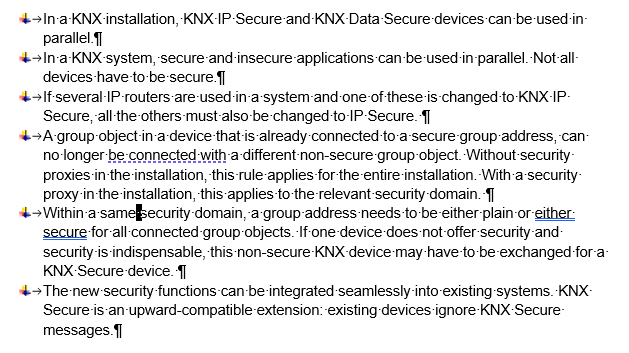 In a KNX installation, KNX IP Secure and KNX Data Secure devices can be used in
parallel.¶
In a KNX system, secure and insecure applications can be used in parallel. Not all
devices have to be secure.¶
If several IP routers are used in a system and one of these is changed to KNX IP
Secure, all the others must also be changed to IP Secure. ¶
A group object in a device that is already connected to a secure group address, can
no longer be connected with a different non-secure group object. Without security
proxies in the installation, this rule applies for the entire installation. With a security
proxy in the installation, this applies to the relevant security domain. ¶
Within a same security domain, a group address needs to be either plain or either
secure for all connected group objects. If one device does not offer security and
security is indispensable, this non-secure KNX device may have to be exchanged for a
KNX Secure device. ¶
The new security functions can be integrated seamlessly into existing systems. KNX
Secure is an upward-compatible extension: existing devices ignore KNX Secure
messages.¶